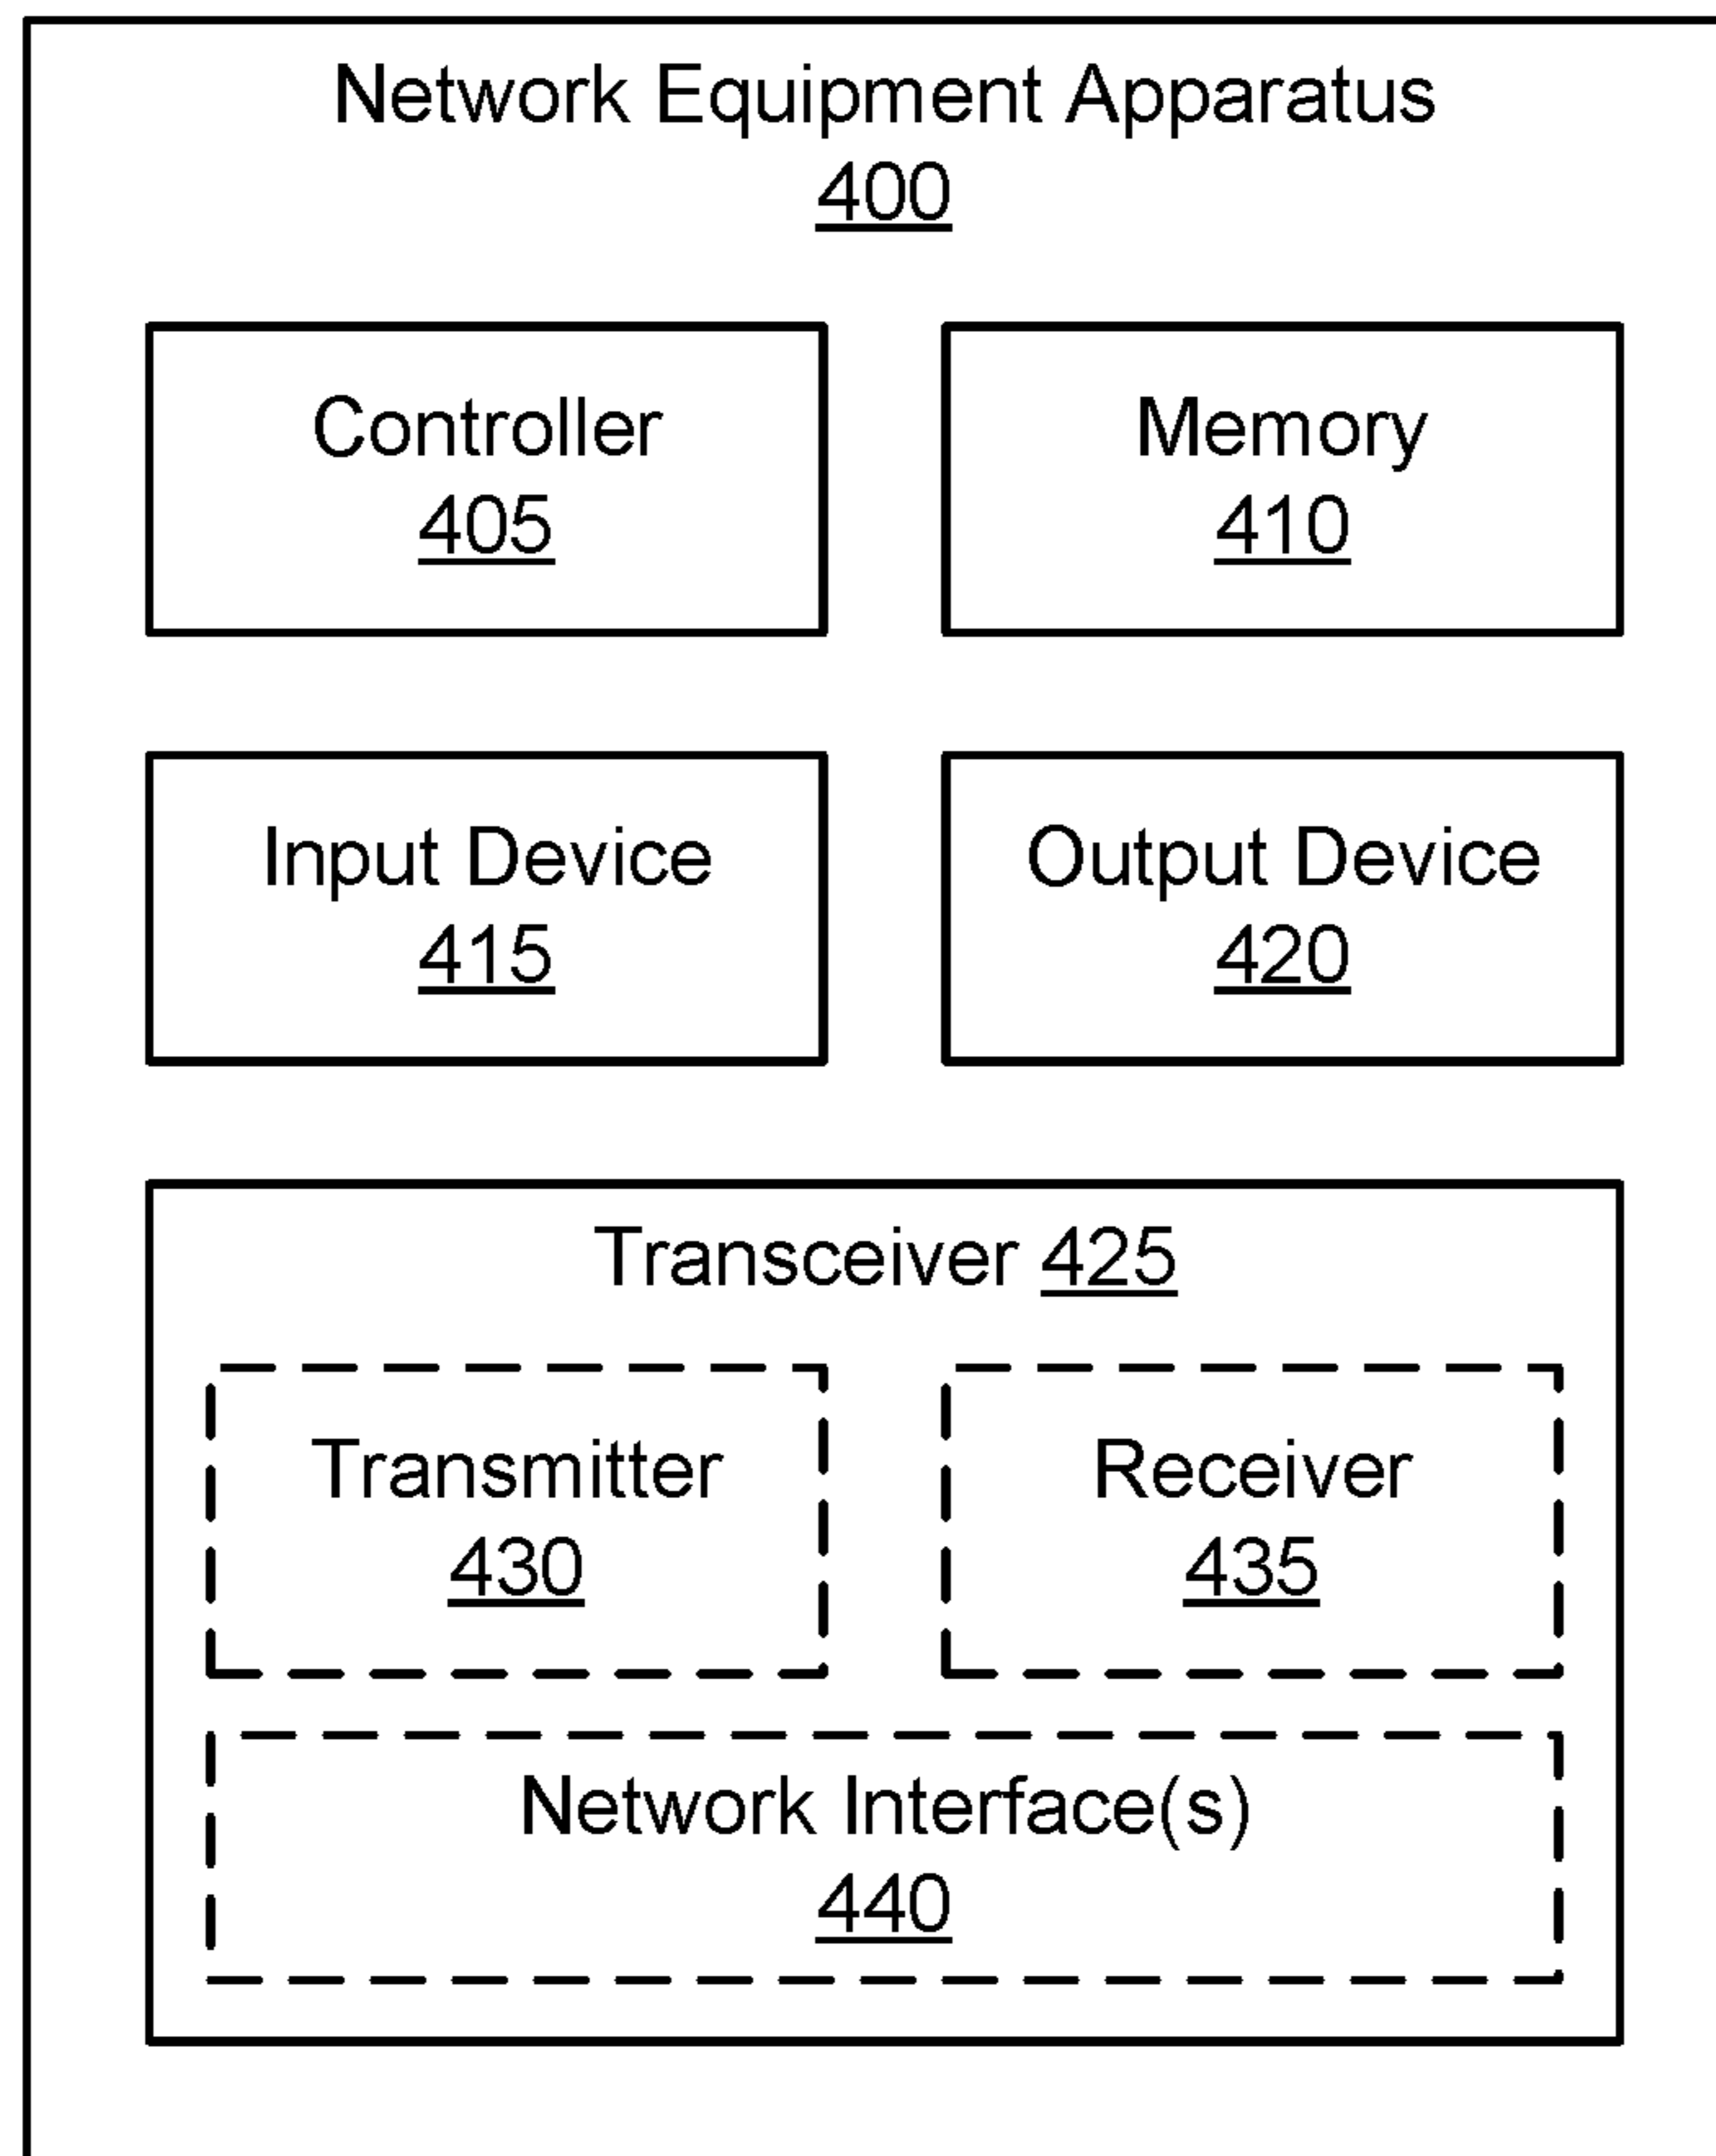 Network Equipment Apparatus
400
Controller
405
Memory
410
Input Device
415
Output Device
420
Transceiver 425
Transmitter
430
Receiver
435
Network Interface(s)
440